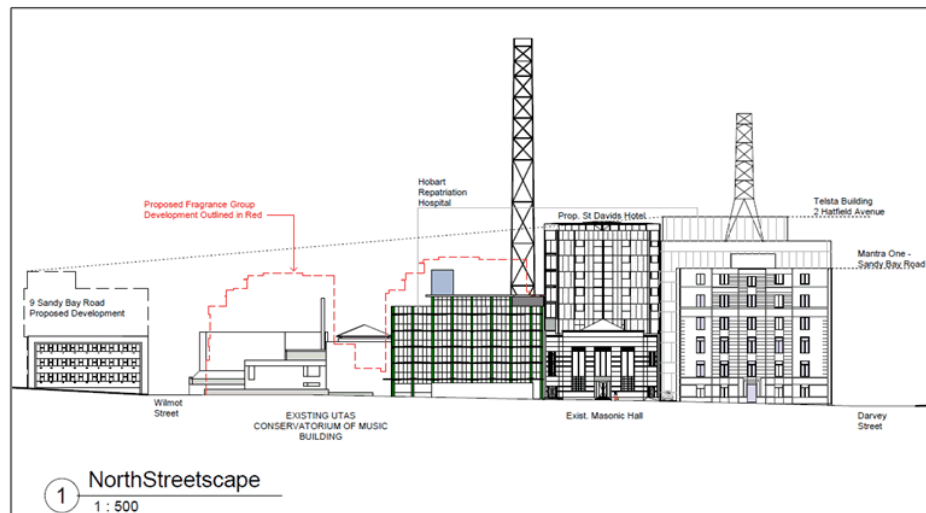 Hobart
Repatriation
Hospital
Proposed Fragrance Group
Development Outlined in Red
Prop. St Davids Hotel
Telsta Building
2 Hatfield Avenue
Mantra One -
Sandy Bay Road
9 Sandy Bay Road
Proposed Development
Wilmot
Street
EXISTING UTAS
CONSERVATORIUM OF MUSIC
BUILDING
Exist. Masonic Hall
Darvey
Street
1
NorthStreetscape
1 : 500